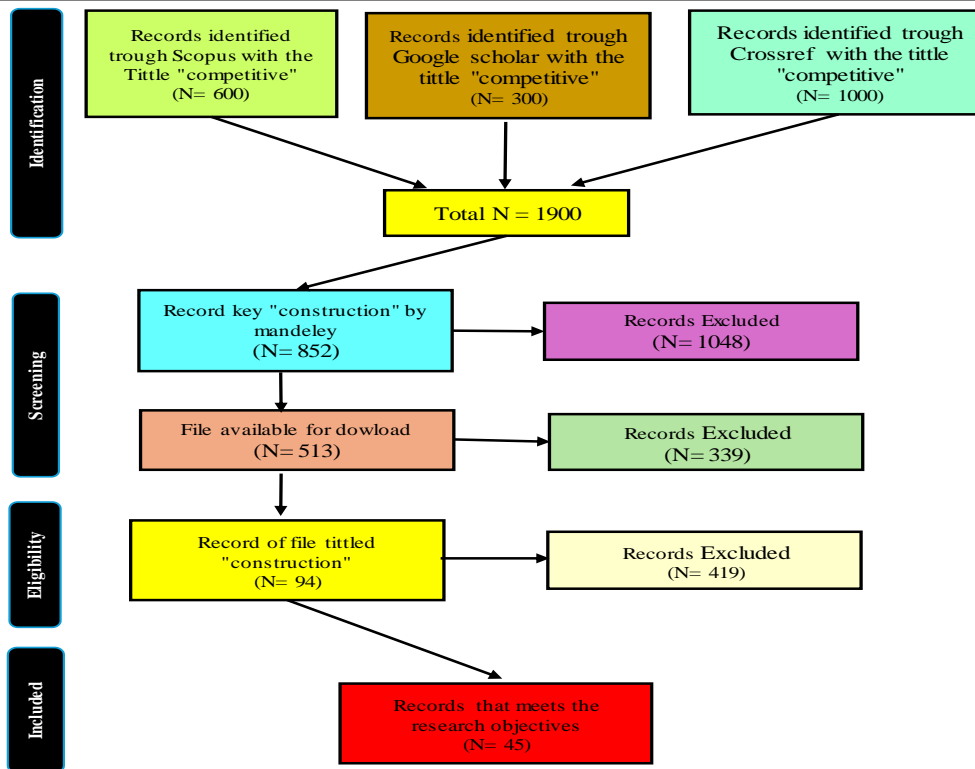 Identification
Records identified
trough Scopus with the
Tittle "competitive"
(N= 600)
Records identified trough
Google scholar with the
tittle "competitive"
(N= 300)
Records identified trough
Crossref with the tittle
"competitive"
(N= 1000)
Total N = 1900
Screening
Record key "construction" by
mandeley
(N= 852)
Records Excluded
(N= 1048)
File available for dowload
(N= 513)
Records Excluded
(N= 339)
Eligibility
Record of file tittled
"construction"
(N= 94)
Records Excluded
(N= 419)
Included
Records that meets the
research objectives
(N= 45)